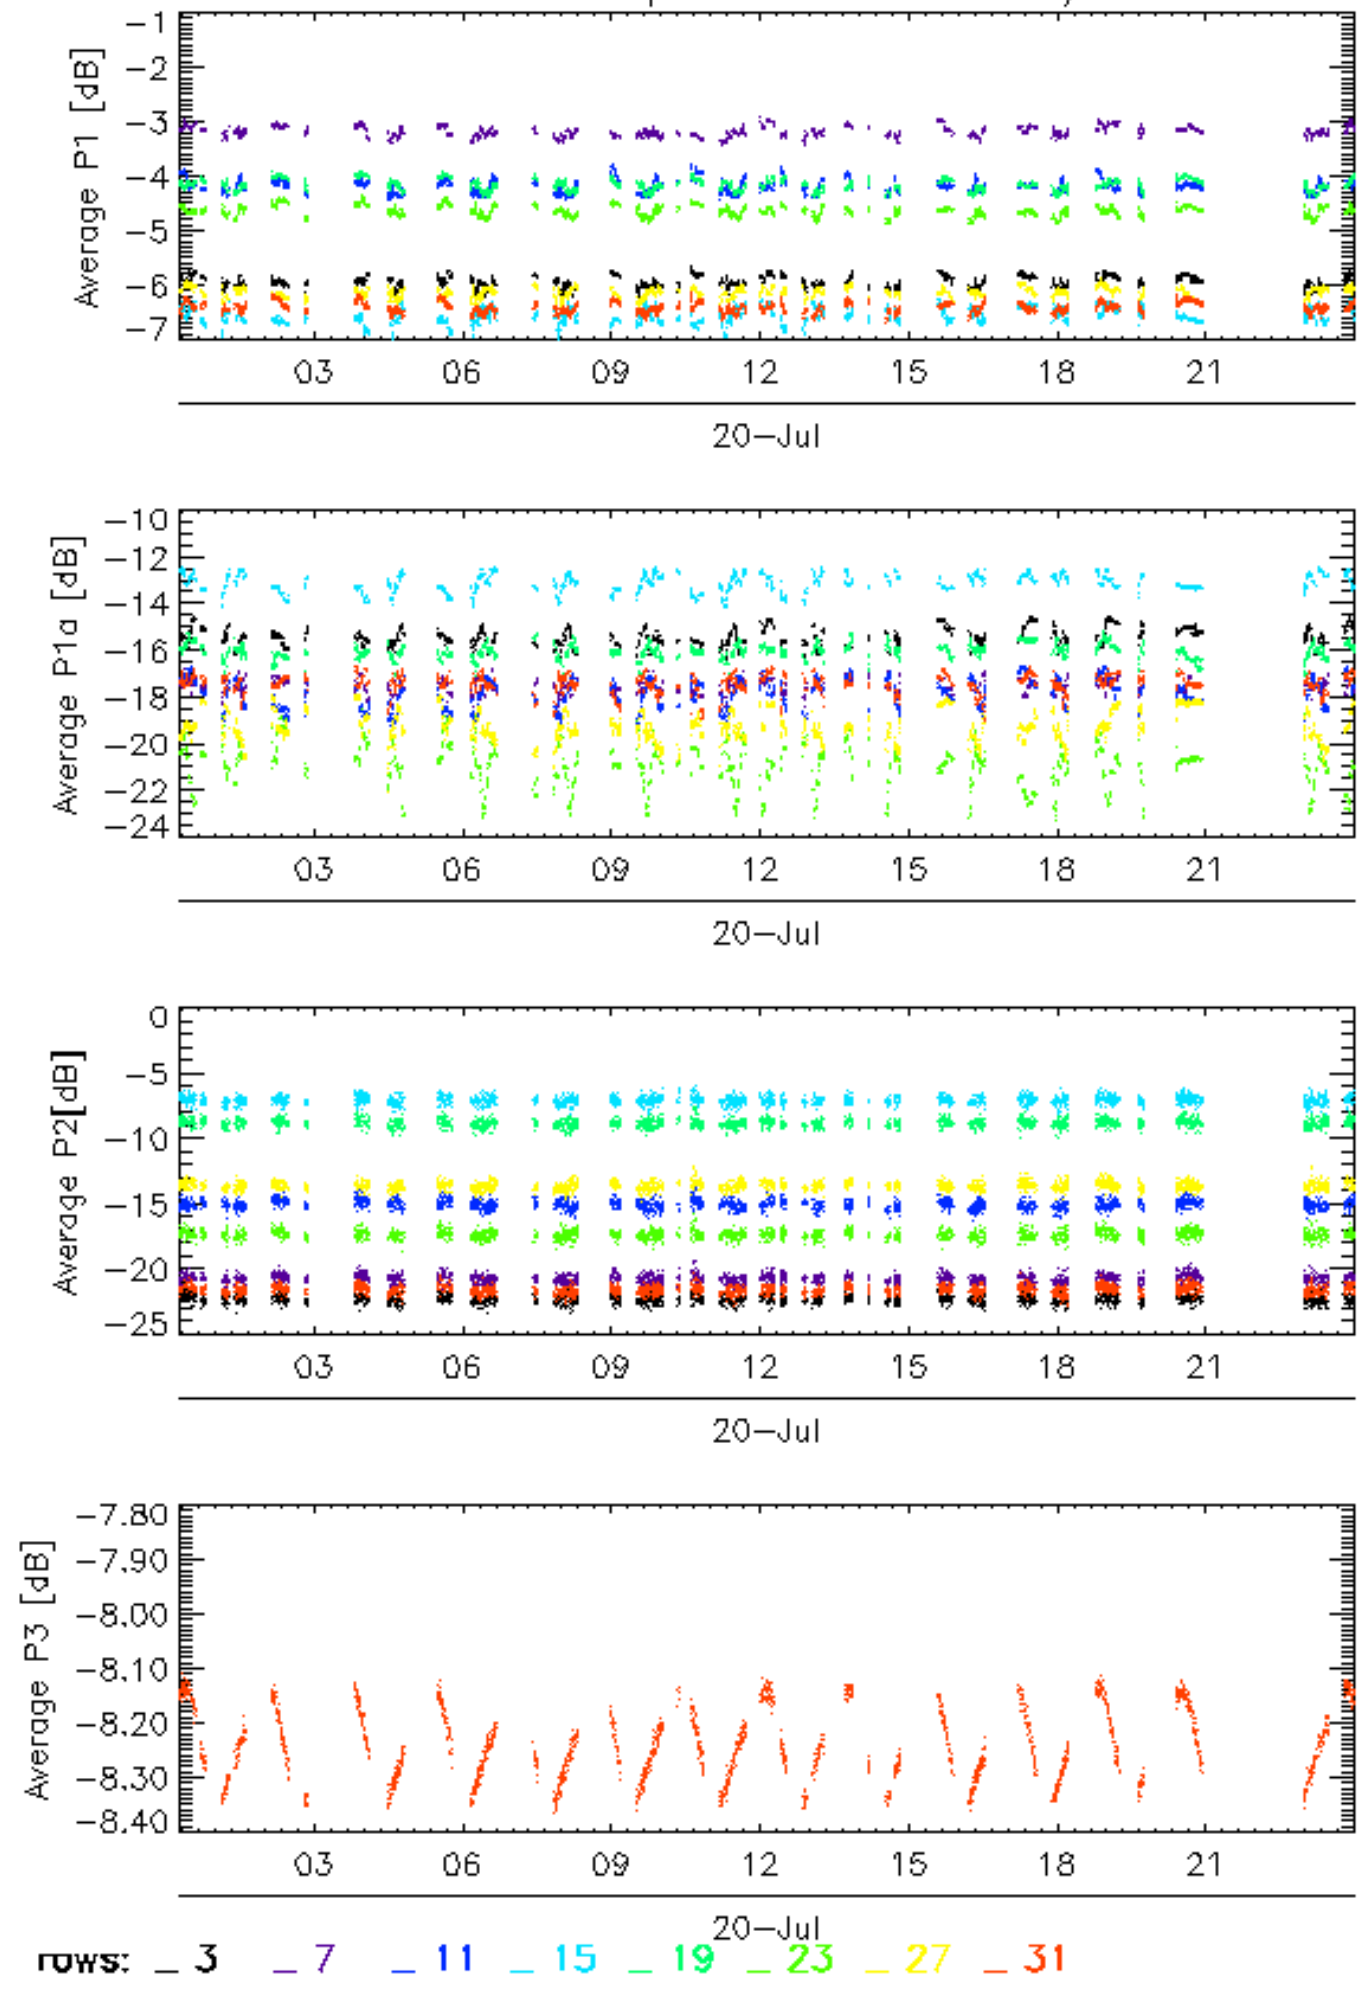 Average P1 [dB]
-1
-2
-3
-4
-5
-6
-7
03 06 09 12 15 18 21
20-Jul
Average P1a [dB]
-10
-12
-14
-16
-18
-20
-22
-24
03 06 09 12 15 18 21
20-Jul
Average P2[dB]
0
-5
-10
-15
-20
-25
03 06 09 12 15 18 21
20-Jul
Average P3 [dB]
-7.80
-7.90
-8.00
-8.10
-8.20
-8.30
-8.40
03 06 09 12 15 18 21
20-Jul
rows: _ 3 _ 7 _ 11 _ 15 _ 19 _ 23 _ 27 _ 31